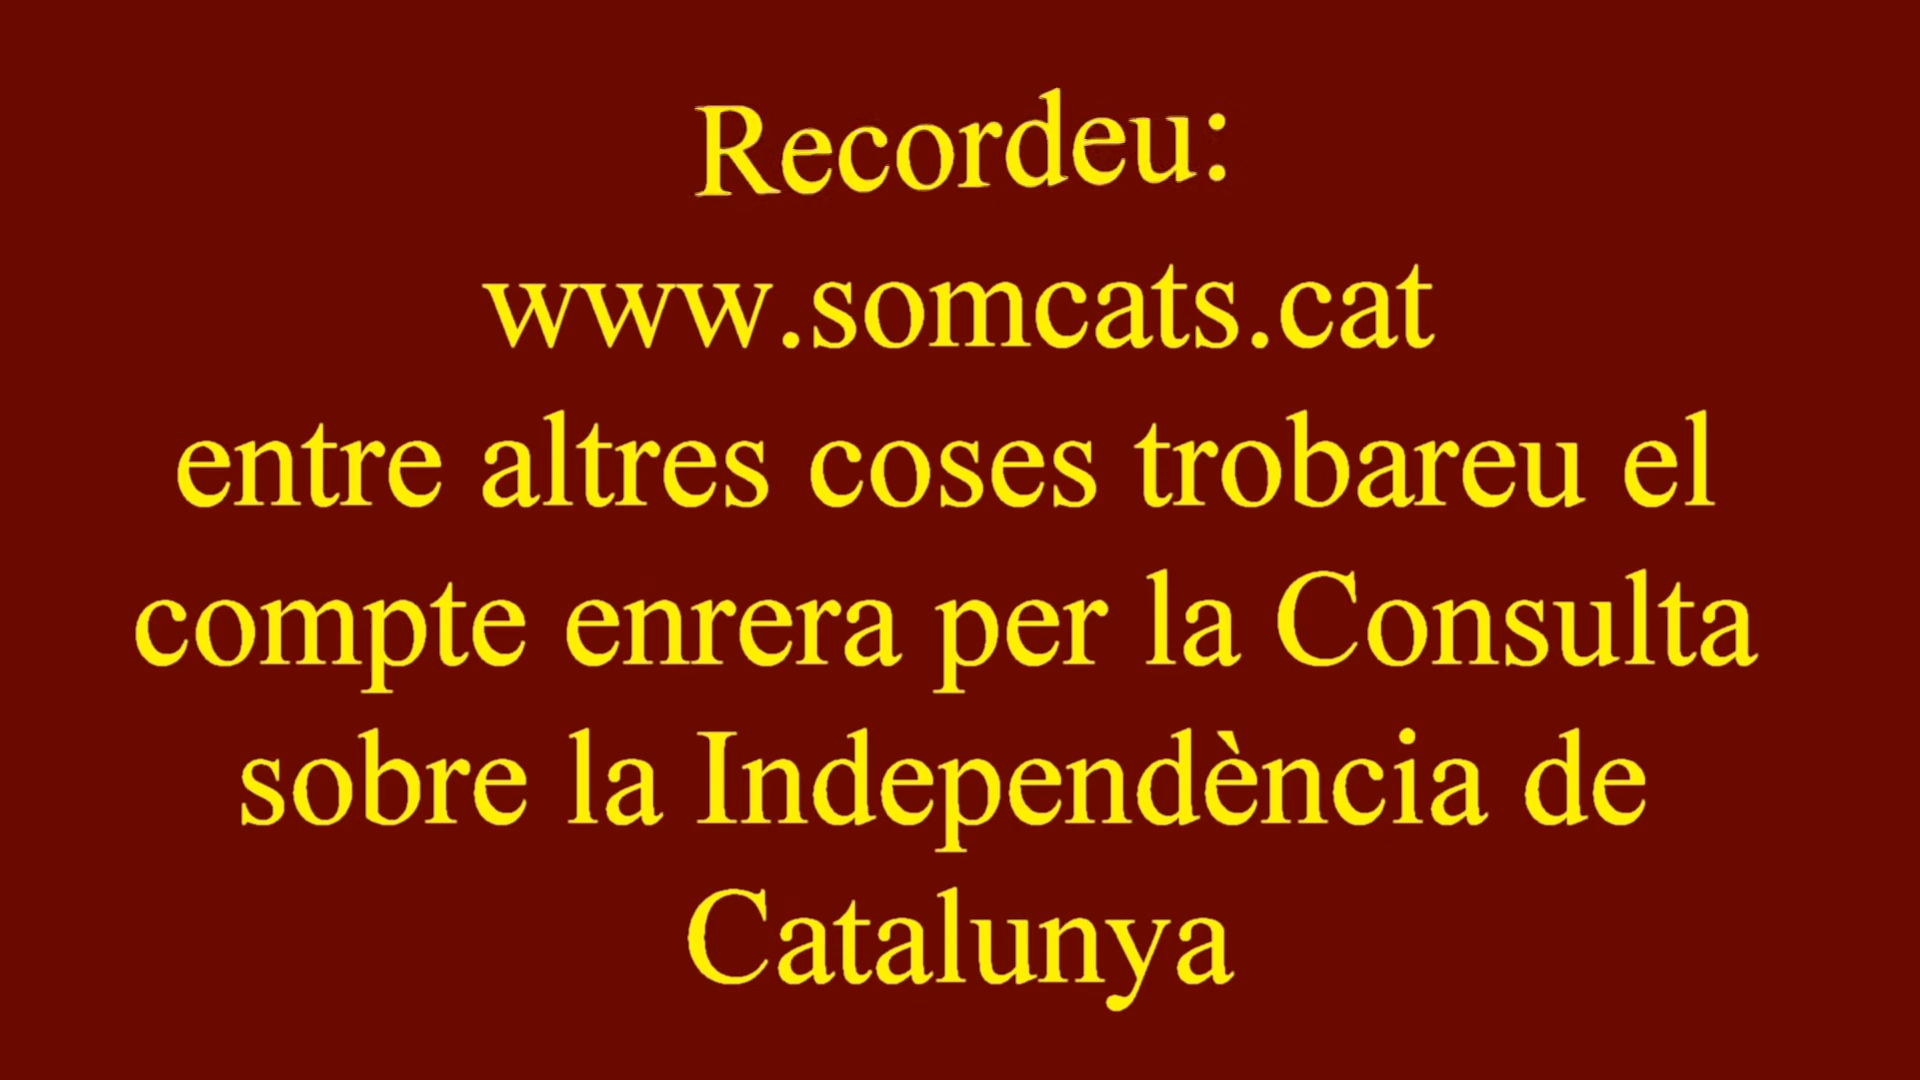 Recordeu:
www.somcats.cat
entre altres coses trobareu el
compte enrera per la Consulta
sobre la Independència de
Catalunya